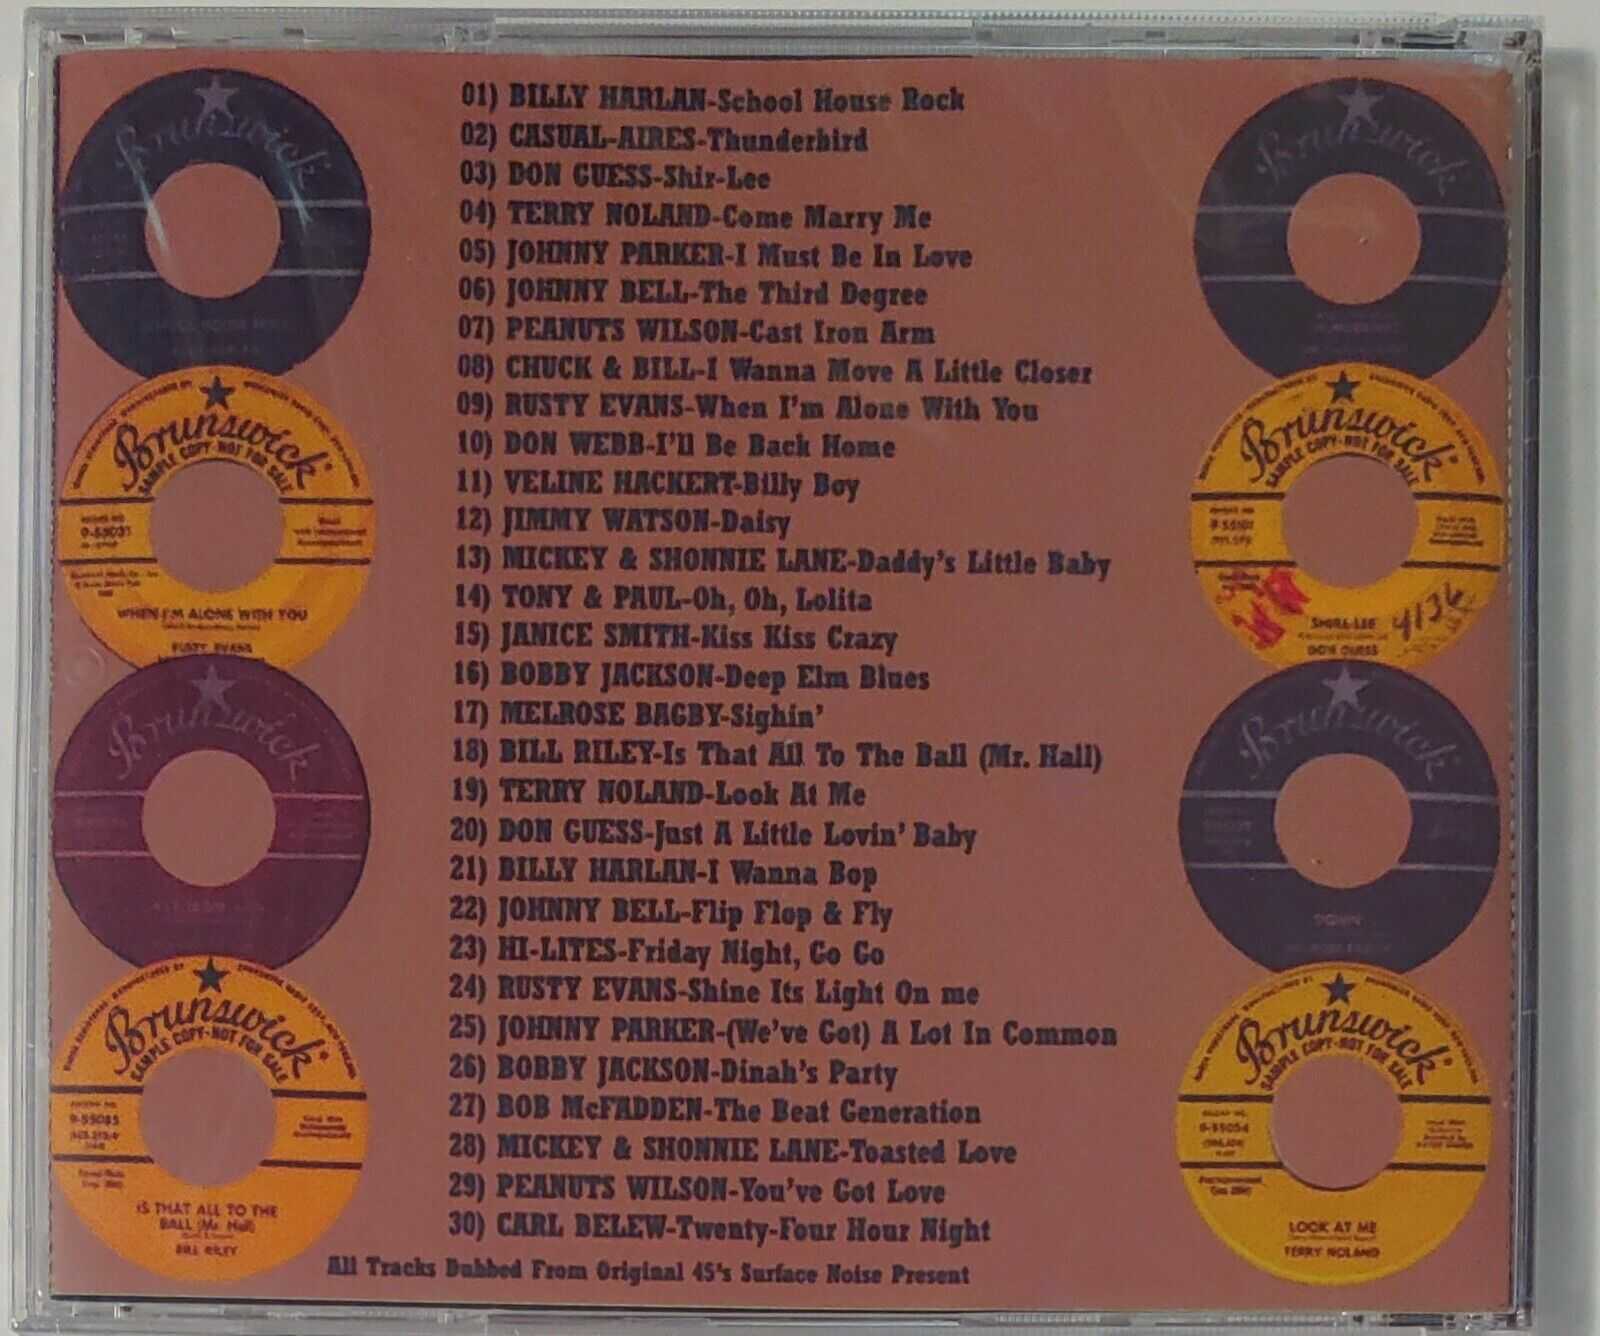 01) BILLY HARLAN-School House Rock
02) CASUAL-AIRES-Thunderbird
03) DON GUESS-Shir-Lee
04) TERRY NOLAND-Come Marry Me
05) JOHNNY PARKER-I Must Be In Love
06) JOHNNY BELL-The Third Degree
07) PEANUTS WILSON-Cast Iron Arm
08) CHUCK & BILL-I Wanna Move A Little Closer
09) RUSTY EVANS-When I'm Alone With You
10) DON WEBB-I'll Be Back Home
11) VELINE HACKERT-Billy Boy
12) JIMMY WATSON-Daisy
13) MICKEY & SHONNIE LANE-Daddy's Little Baby
14) TONY & PAUL-Oh, Oh, Lolita
15) JANICE SMITH-Kiss Kiss Crazy
16) BOBBY JACKSON-Deep Elm Blues
17) MELROSE BAGBY-Sighin'
18) BILL RILEY-Is That All To The Ball (Mr. Hall)
19) TERRY NOLAND-Look At Me
20) DON GUESS-Just A Little Lovin' Baby
21) BILLY HARLAN-I Wanna Bop
22) JOHNNY BELL-Flip Flop & Fly
23) HI-LITES-Friday Night, Go Go
24) RUSTY EVANS-Shine Its Light On me
25) JOHNNY PARKER-(We've Got) A Lot In Common
26) BOBBY JACKSON-Dinah's Party
27) BOB McFADDEN-The Beat Generation
28) MICKEY & SHONNIE LANE-Toasted Love
29) PEANUTS WILSON-You've Got Love
30) CARL BELEW-Twenty-Four Hour Night
All Tracks Dubbed From Original 45's Surface Noise Present
Brunswick
Brunswick
SAMPLE COPY-NOT FOR SALE
WHEN I'M ALONE WITH YOU
RUSTY EVANS
Brunswick
Brunswick
SAMPLE COPY-NOT FOR SALE
9-55085
IS THAT ALL TO THE
BALL (Mr. Hall)
BILL RILEY
Brunswick
Brunswick
SAMPLE COPY-NOT FOR SALE
4136
SHIRL-LEE
DON GUESS
Brunswick
Brunswick
SAMPLE COPY-NOT FOR SALE
9-55054
LOOK AT ME
TERRY NOLAND